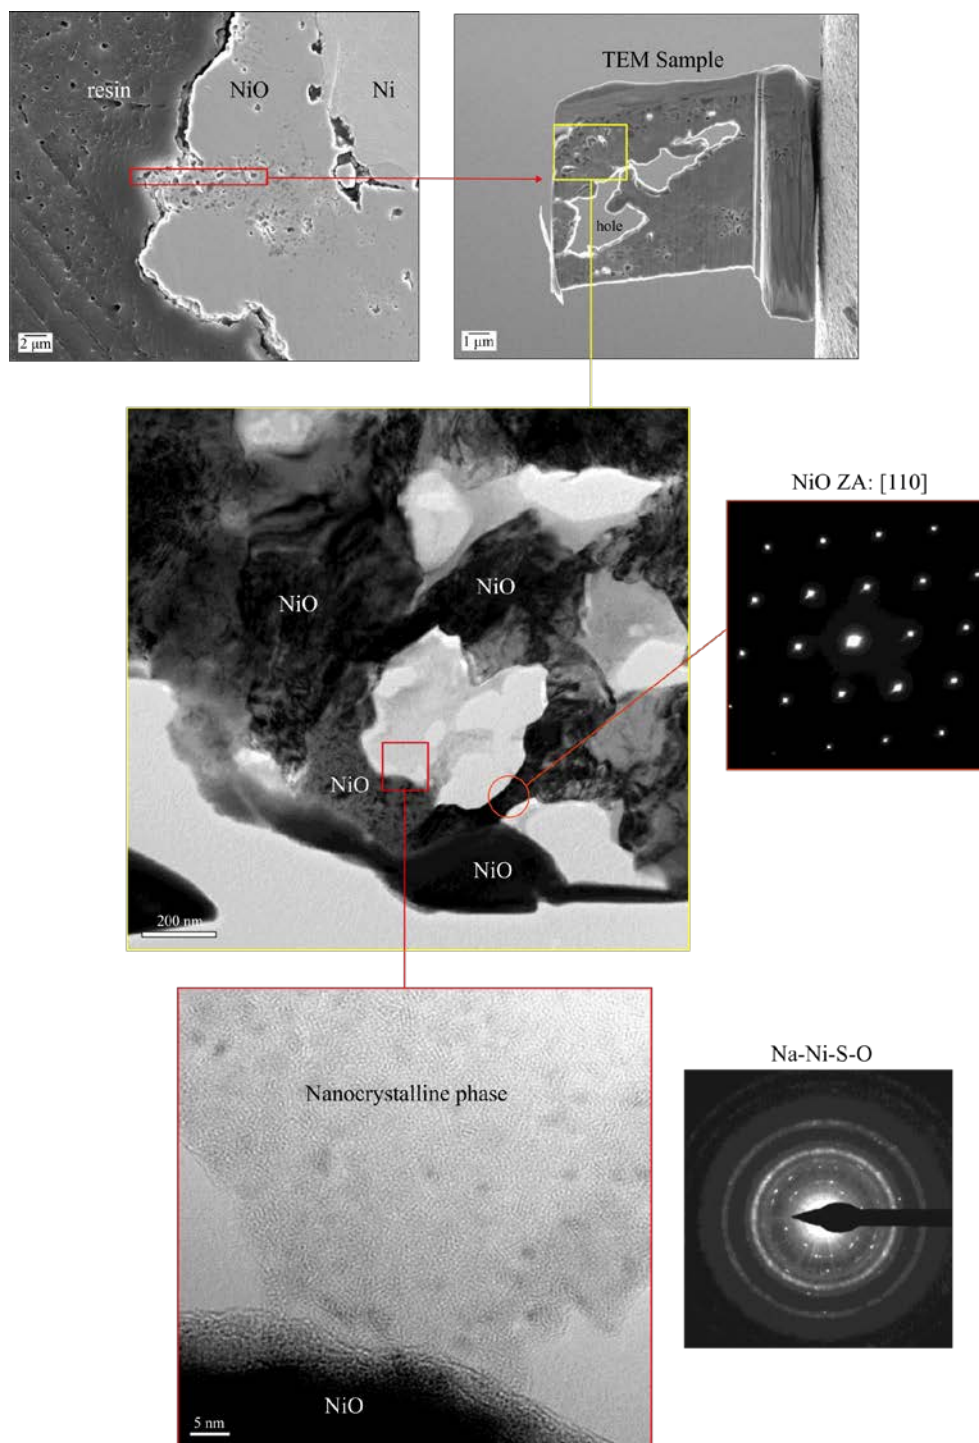 resin
NiO
Ni
2 μm
TEM Sample
hole
1 μm
NiO
NiO
NiO
NiO
200 nm
NiO ZA: [110]
Nanocrystalline phase
NiO
5 nm
Na-Ni-S-O